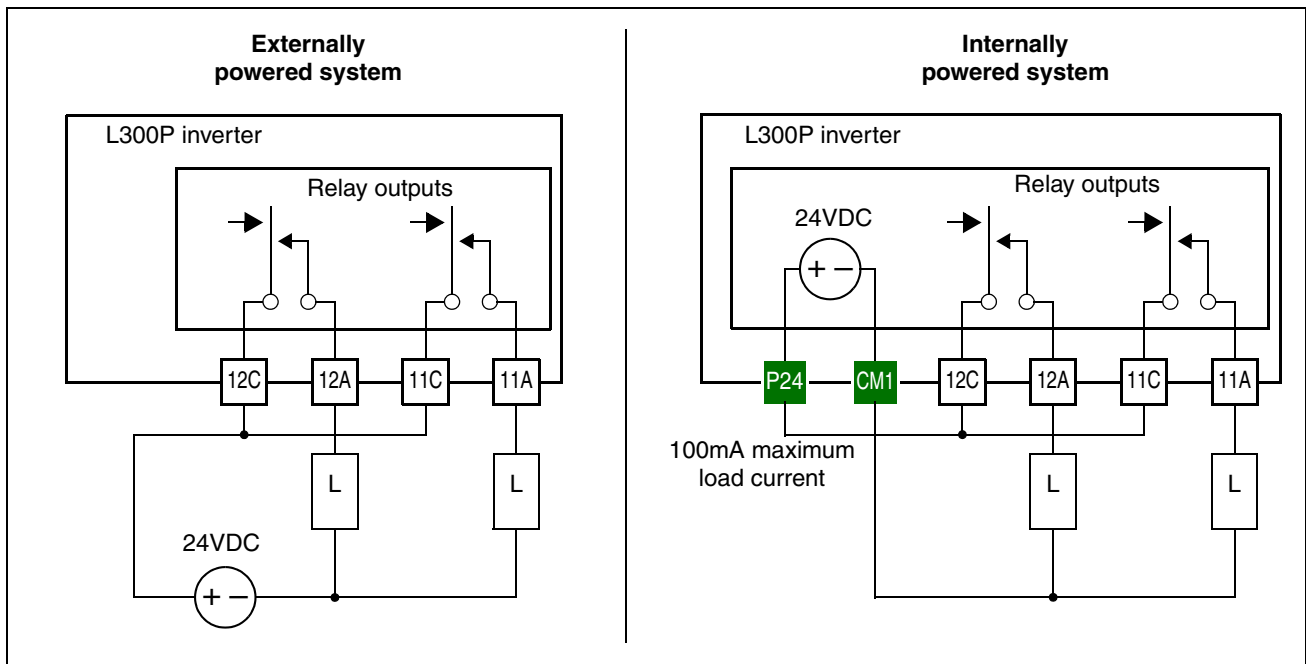 Externally
powered system
L300P inverter
Relay outputs
12C 12A 11C 11A
L L
24VDC
+ −
Internally
powered system
L300P inverter
Relay outputs
24VDC
+ −
P24 CM1 12C 12A 11C 11A
100mA maximum
load current
L L